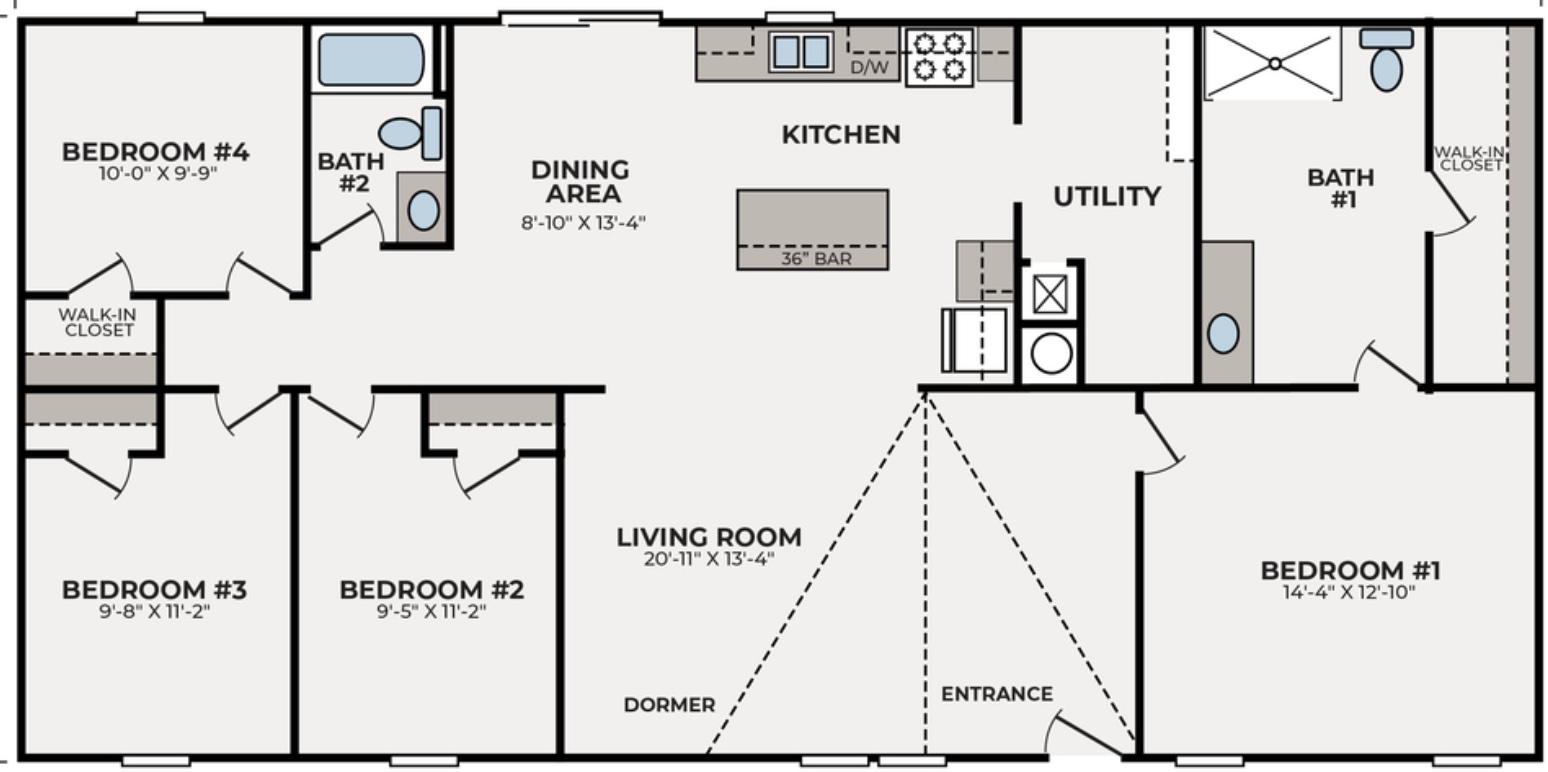 BEDROOM #4
10'-0" X 9'-9"
BATH
#2
DINING
AREA
8'-10" X 13'-4"
D/W
KITCHEN
36" BAR
UTILITY
BATH
#1
WALK-IN
CLOSET
WALK-IN
CLOSET
BEDROOM #3
9'-8" X 11'-2"
BEDROOM #2
9'-5" X 11'-2"
LIVING ROOM
20'-11" X 13'-4"
DORMER
ENTRANCE
BEDROOM #1
14'-4" X 12'-10"